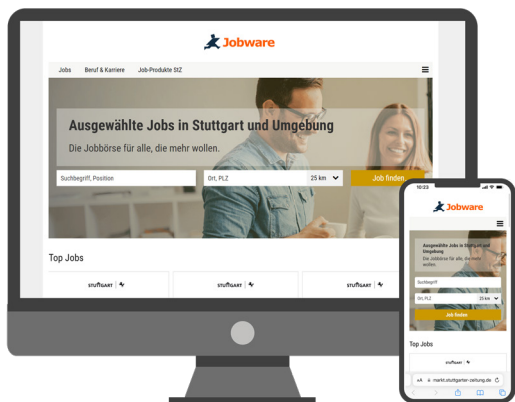 Jobware
Jobs Beruf & Karriere Job-Produkte StZ
Ausgewählte Jobs in Stuttgart und Umgebung
Die Jobbörse für alle, die mehr wollen.
Suchbegriff, Position Ort, PLZ 25 km Job finden
Top Jobs
STUTTGART STUTTGART STUTTGART
10:23
Jobware
Ausgewählte Jobs in Stuttgart und
Umgebung
Die Jobbörse für alle, die mehr
wollen.
Suchbegriff
Ort, PLZ 25 km
Job finden
Top Jobs
STUTTGART
AA markt.stuttgarter-zeitung.de